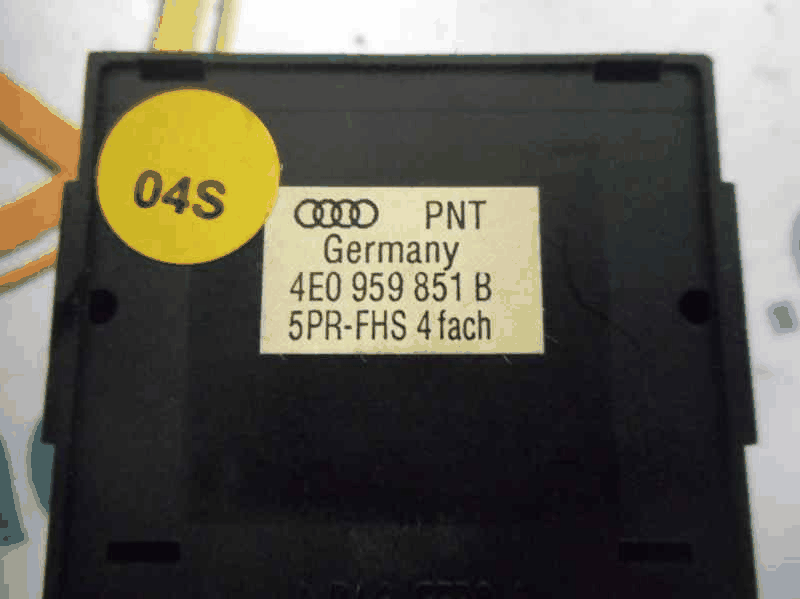 04S
PNT
Germany
4E0 959 851 B
5PR-FHS 4fach